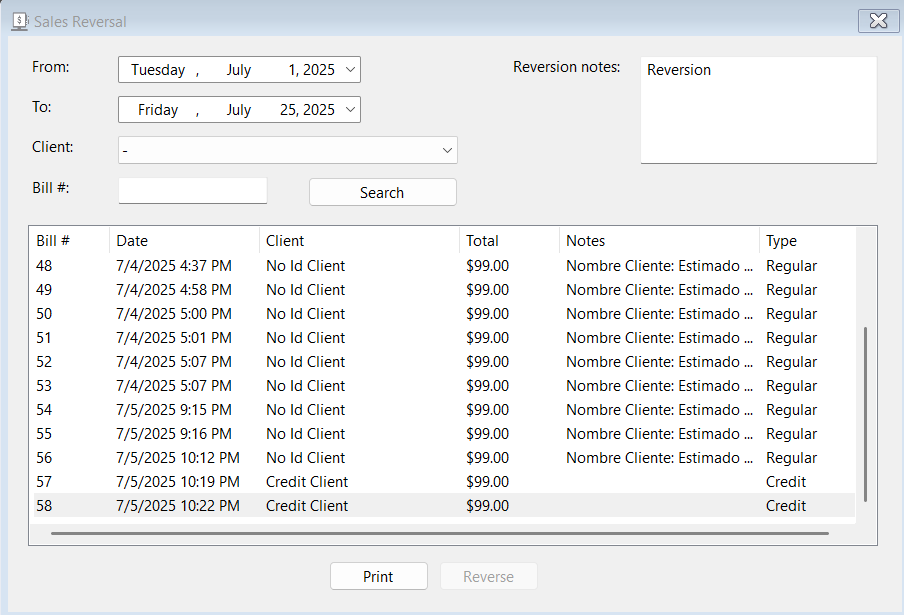 Sales Reversal
From: Tuesday , July 1, 2025
Reversion notes: Reversion
To: Friday , July 25, 2025
Client: -
Bill #: Search
Bill # Date Client Total Notes Type
48 7/4/2025 4:37 PM No Id Client $99.00 Nombre Cliente: Estimado ... Regular
49 7/4/2025 4:58 PM No Id Client $99.00 Nombre Cliente: Estimado ... Regular
50 7/4/2025 5:00 PM No Id Client $99.00 Nombre Cliente: Estimado ... Regular
51 7/4/2025 5:01 PM No Id Client $99.00 Nombre Cliente: Estimado ... Regular
52 7/4/2025 5:07 PM No Id Client $99.00 Nombre Cliente: Estimado ... Regular
53 7/4/2025 5:07 PM No Id Client $99.00 Nombre Cliente: Estimado ... Regular
54 7/5/2025 9:15 PM No Id Client $99.00 Nombre Cliente: Estimado ... Regular
55 7/5/2025 9:16 PM No Id Client $99.00 Nombre Cliente: Estimado ... Regular
56 7/5/2025 10:12 PM No Id Client $99.00 Nombre Cliente: Estimado ... Regular
57 7/5/2025 10:19 PM Credit Client $99.00 Credit
58 7/5/2025 10:22 PM Credit Client $99.00 Credit
Print Reverse